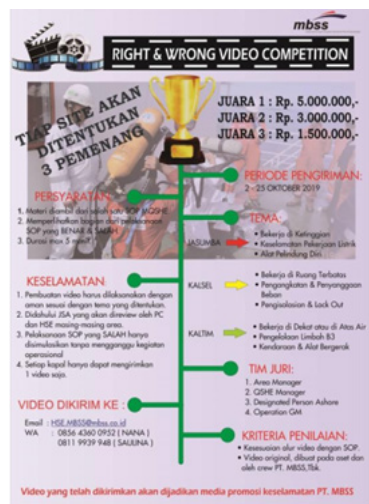 mbss
RIGHT & WRONG VIDEO COMPETITION
TIAP SITE AKAN
DITENTUKAN
3 PEMENANG
JUARA 1 : Rp. 5.000.000,-
JUARA 2 : Rp. 3.000.000,-
JUARA 3 : Rp. 1.500.000,-
PERIODE PENGIRIMAN:
2 - 25 OKTOBER 2019
PERSYARATAN:
1. Materi diambil dari salah satu SOP MQSHE
2. Memperlihatkan bagian dari pelaksanaan
SOP yang BENAR & SALAH.
3. Durasi max 5 menit
TEMA:
JASUMBA
• Bekerja di Ketinggian
• Keselamatan Pekerjaan Listrik
• Alat Pelindung Diri
KALSEL
• Bekerja di Ruang Terbatas
• Pengangkatan & Penyanggaan
Beban
• Pengisolasian & Lock Out
KALTIM
• Bekerja di Dekat atau di Atas Air
• Pengelolaan Limbah B3
• Kendaraan & Alat Bergerak
KESELAMATAN:
1. Pembuatan video harus dilaksanakan dengan
aman sesuai dengan tema yang ditentukan.
2. Didahului JSA yang akan direview oleh PC
dan HSE masing-masing area.
3. Pelaksanaan SOP yang SALAH hanya
disimulasikan tanpa mengganggu kegiatan
operasional
4. Setiap kapal hanya dapat mengirimkan
1 video saja.
TIM JURI:
1. Area Manager
2. QSHE Manager
3. Designated Person Ashore
4. Operation GM
VIDEO DIKIRIM KE :
Email : HSE.MBSS@mbss.co.id
WA : 0856 4360 0952 ( NANA )
0811 9939 948 ( SAULINA )
KRITERIA PENILAIAN:
• Kesesuaian alur video dengan SOP.
• Video original, dibuat pada aset dan
oleh crew PT. MBSS,Tbk.
Video yang telah dikirimkan akan dijadikan media promosi keselamatan PT. MBSS